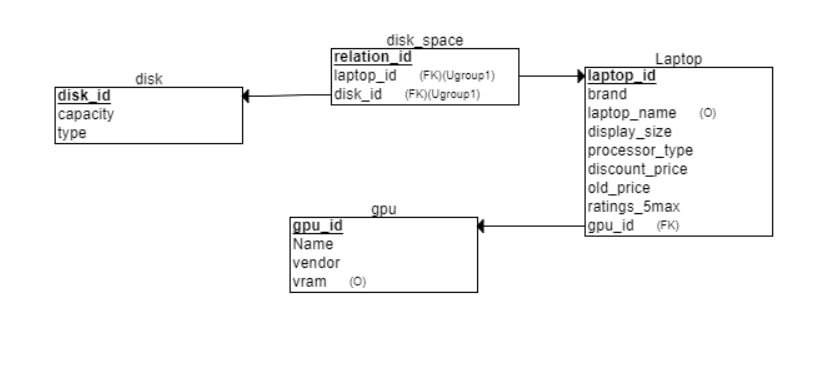 disk_space
relation_id
laptop_id (FK)(Ugroup1)
disk_id (FK)(Ugroup1)
disk
disk_id
capacity
type
Laptop
laptop_id
brand
laptop_name (O)
display_size
processor_type
discount_price
old_price
ratings_5max
gpu_id (FK)
gpu
gpu_id
Name
vendor
vram (O)